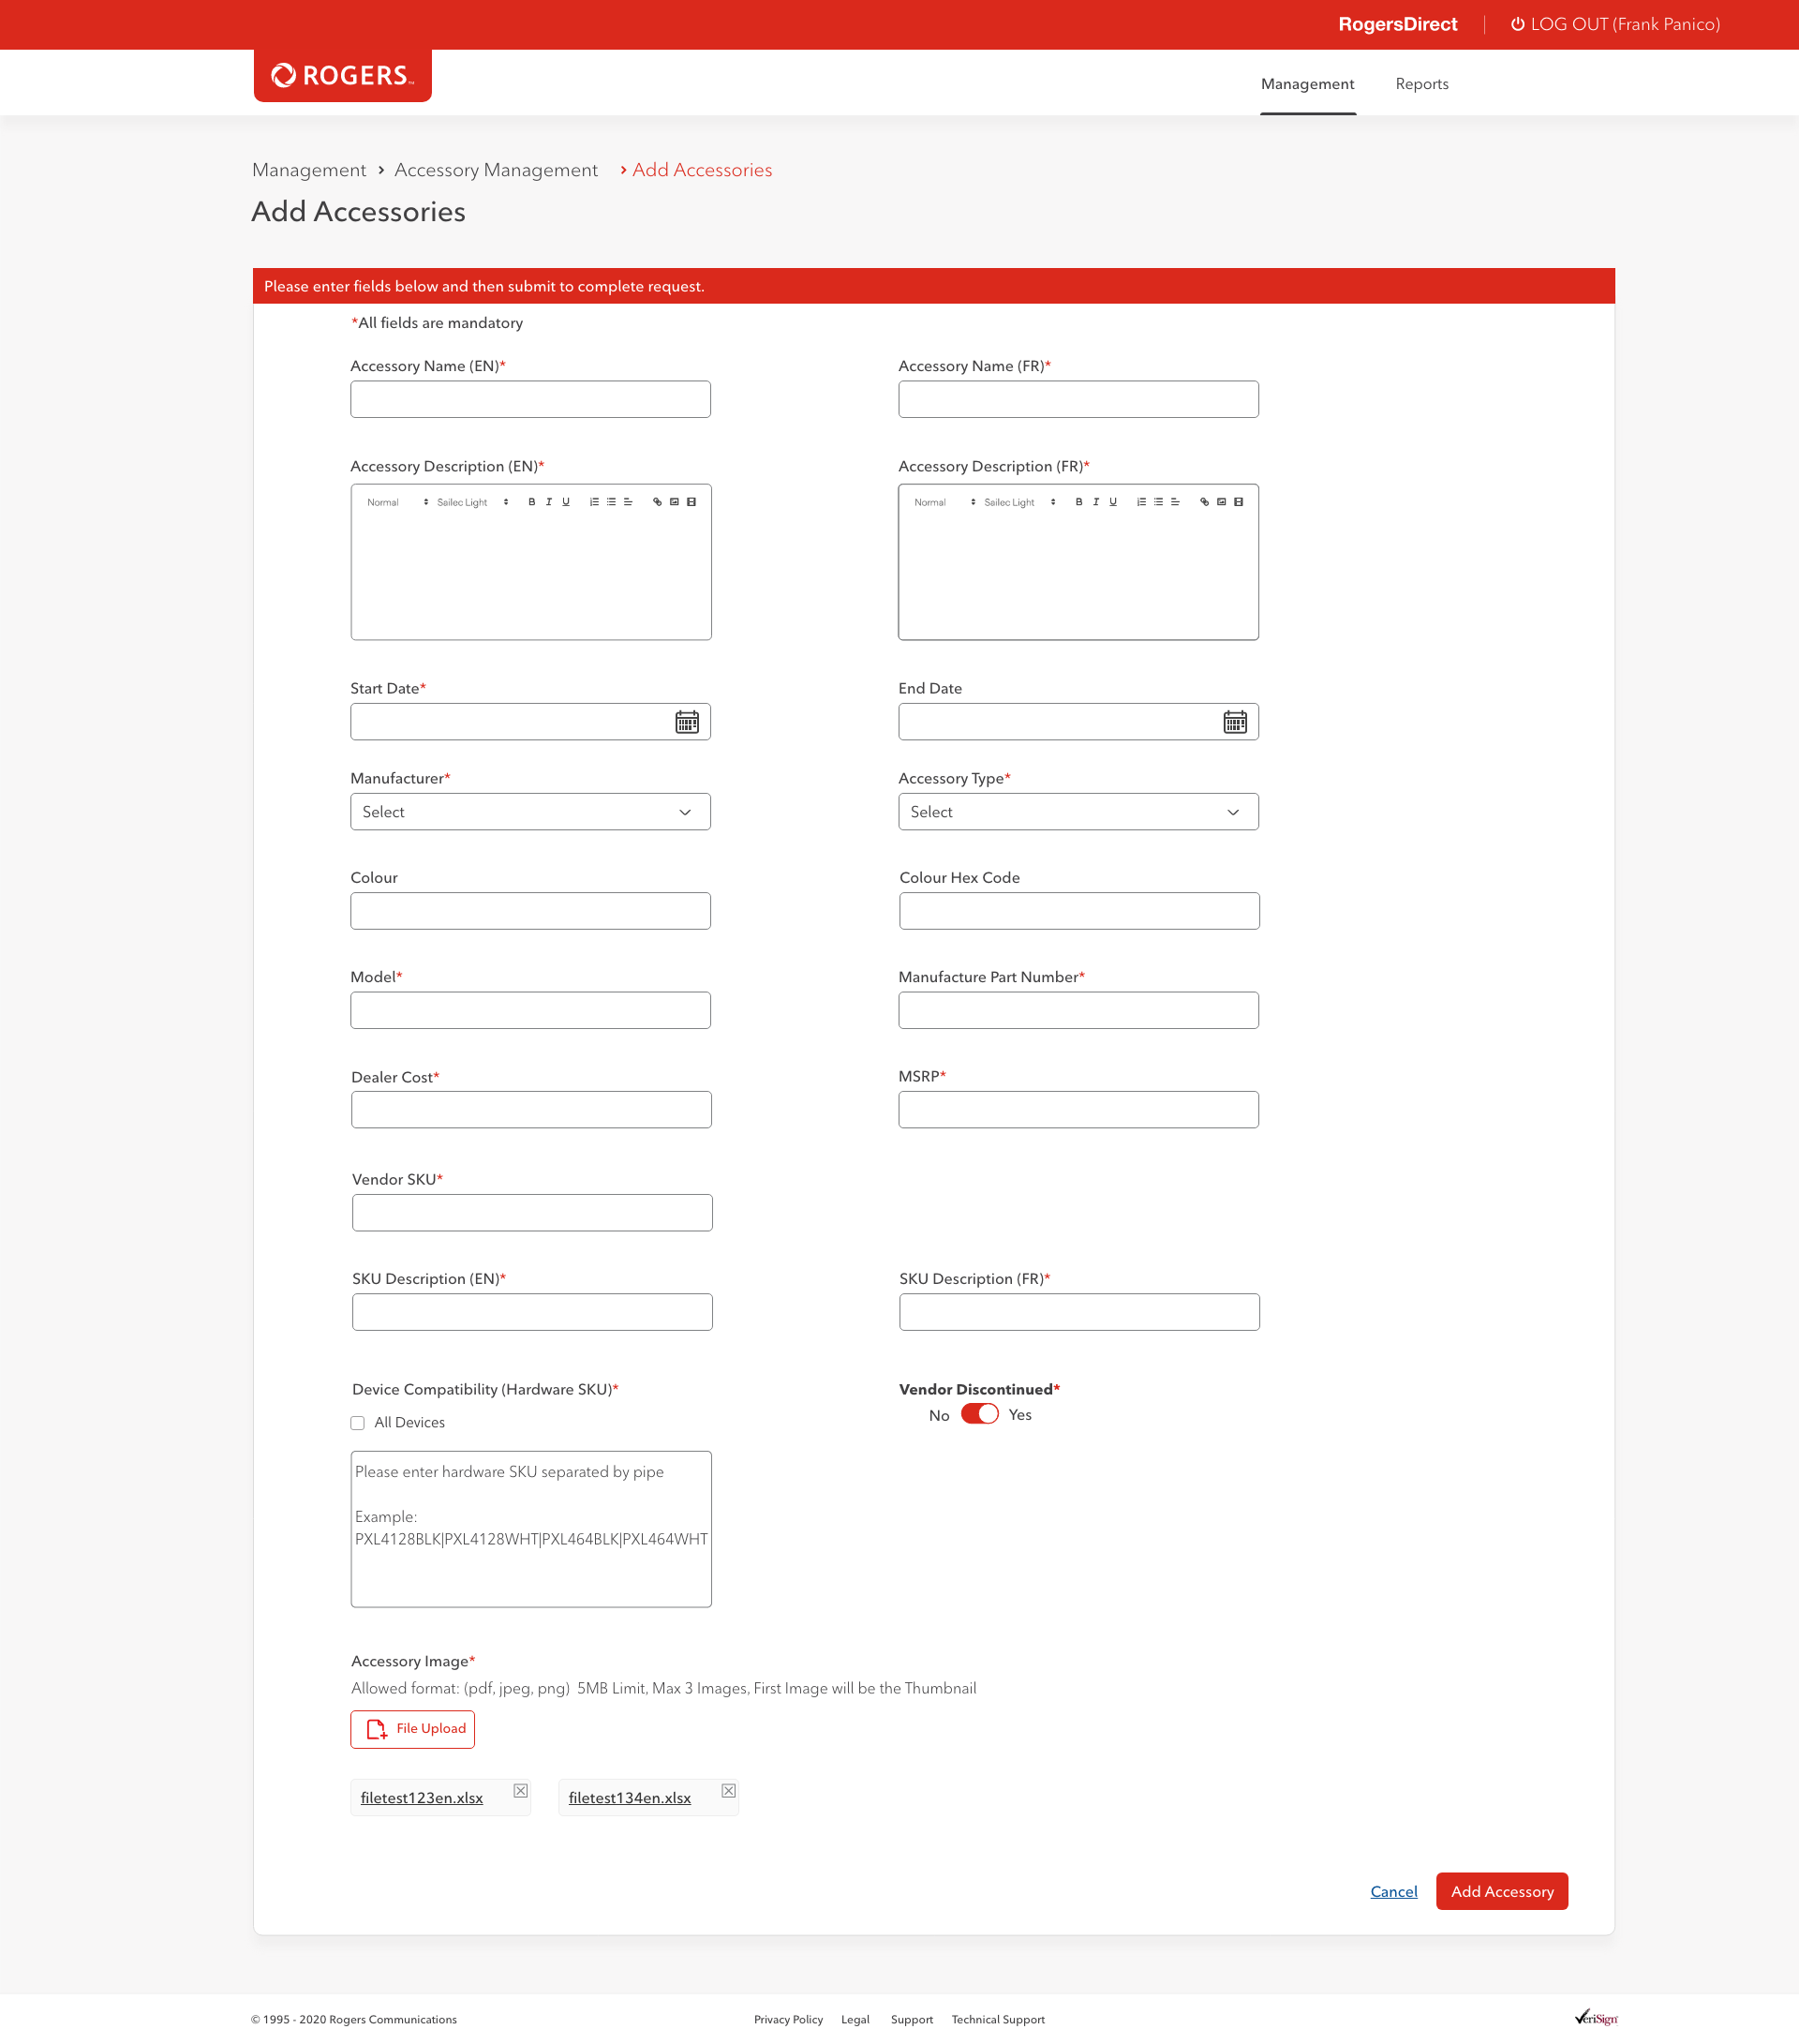 RogersDirect
LOG OUT (Frank Panico)
ROGERS™
Management Reports
Management > Accessory Management > Add Accessories
Add Accessories
Please enter fields below and then submit to complete request.
*All fields are mandatory
Accessory Name (EN)* Accessory Name (FR)*
Accessory Description (EN)* Accessory Description (FR)*
Normal Sailec Light B I U Normal Sailec Light B I U
Start Date* End Date
Manufacturer* Accessory Type*
Select Select
Colour Colour Hex Code
Model* Manufacture Part Number*
Dealer Cost* MSRP*
Vendor SKU*
SKU Description (EN)* SKU Description (FR)*
Device Compatibility (Hardware SKU)* Vendor Discontinued*
All Devices No Yes
Please enter hardware SKU separated by pipe
Example:
PXL4128BLK|PXL4128WHT|PXL464BLK|PXL464WHT
Accessory Image*
Allowed format: (pdf, jpeg, png) 5MB Limit, Max 3 Images, First Image will be the Thumbnail
File Upload
filetest123en.xlsx filetest134en.xlsx
Cancel Add Accessory
© 1995 - 2020 Rogers Communications Privacy Policy Legal Support Technical Support VeriSign